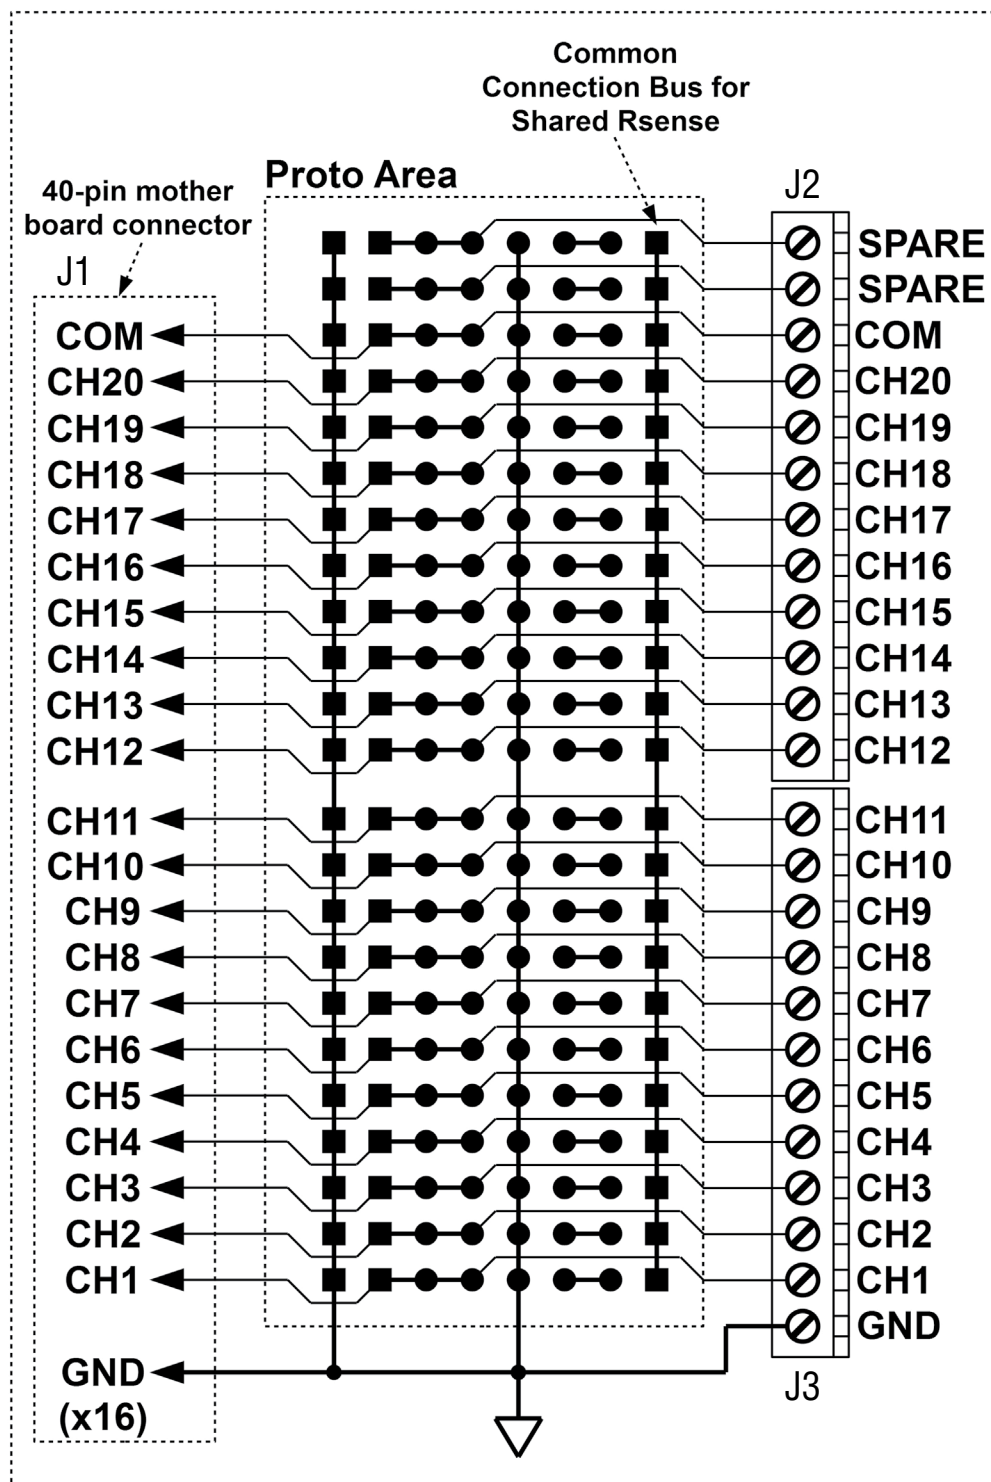 Common
Connection Bus for
Shared Rsense
Proto Area
40-pin mother
board connector
J1
COM
CH20
CH19
CH18
CH17
CH16
CH15
CH14
CH13
CH12
CH11
CH10
CH9
CH8
CH7
CH6
CH5
CH4
CH3
CH2
CH1
GND
(x16)
J2
SPARE
SPARE
COM
CH20
CH19
CH18
CH17
CH16
CH15
CH14
CH13
CH12
CH11
CH10
CH9
CH8
CH7
CH6
CH5
CH4
CH3
CH2
CH1
GND
J3